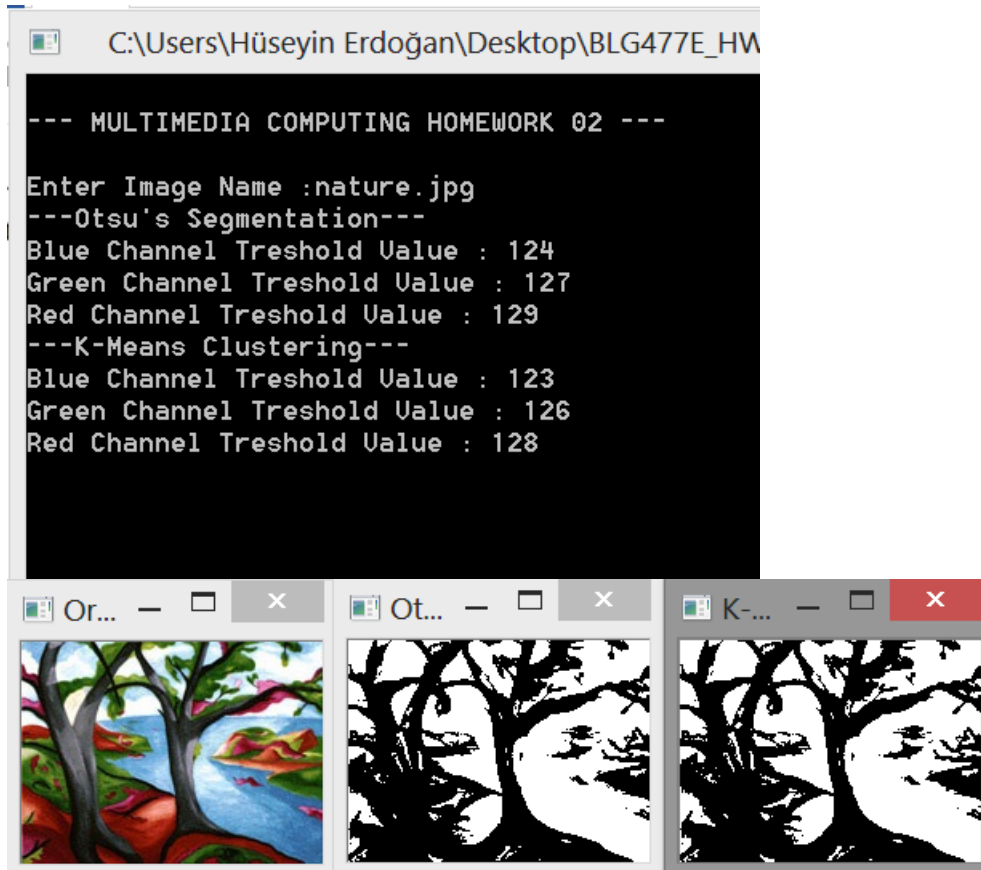 C:\Users\Hüseyin Erdoğan\Desktop\BLG477E_HW
--- MULTIMEDIA COMPUTING HOMEWORK 02 ---
Enter Image Name :nature.jpg
---Otsu's Segmentation---
Blue Channel Treshold Value : 124
Green Channel Treshold Value : 127
Red Channel Treshold Value : 129
---K-Means Clustering---
Blue Channel Treshold Value : 123
Green Channel Treshold Value : 126
Red Channel Treshold Value : 128
Or...
Ot...
K-...